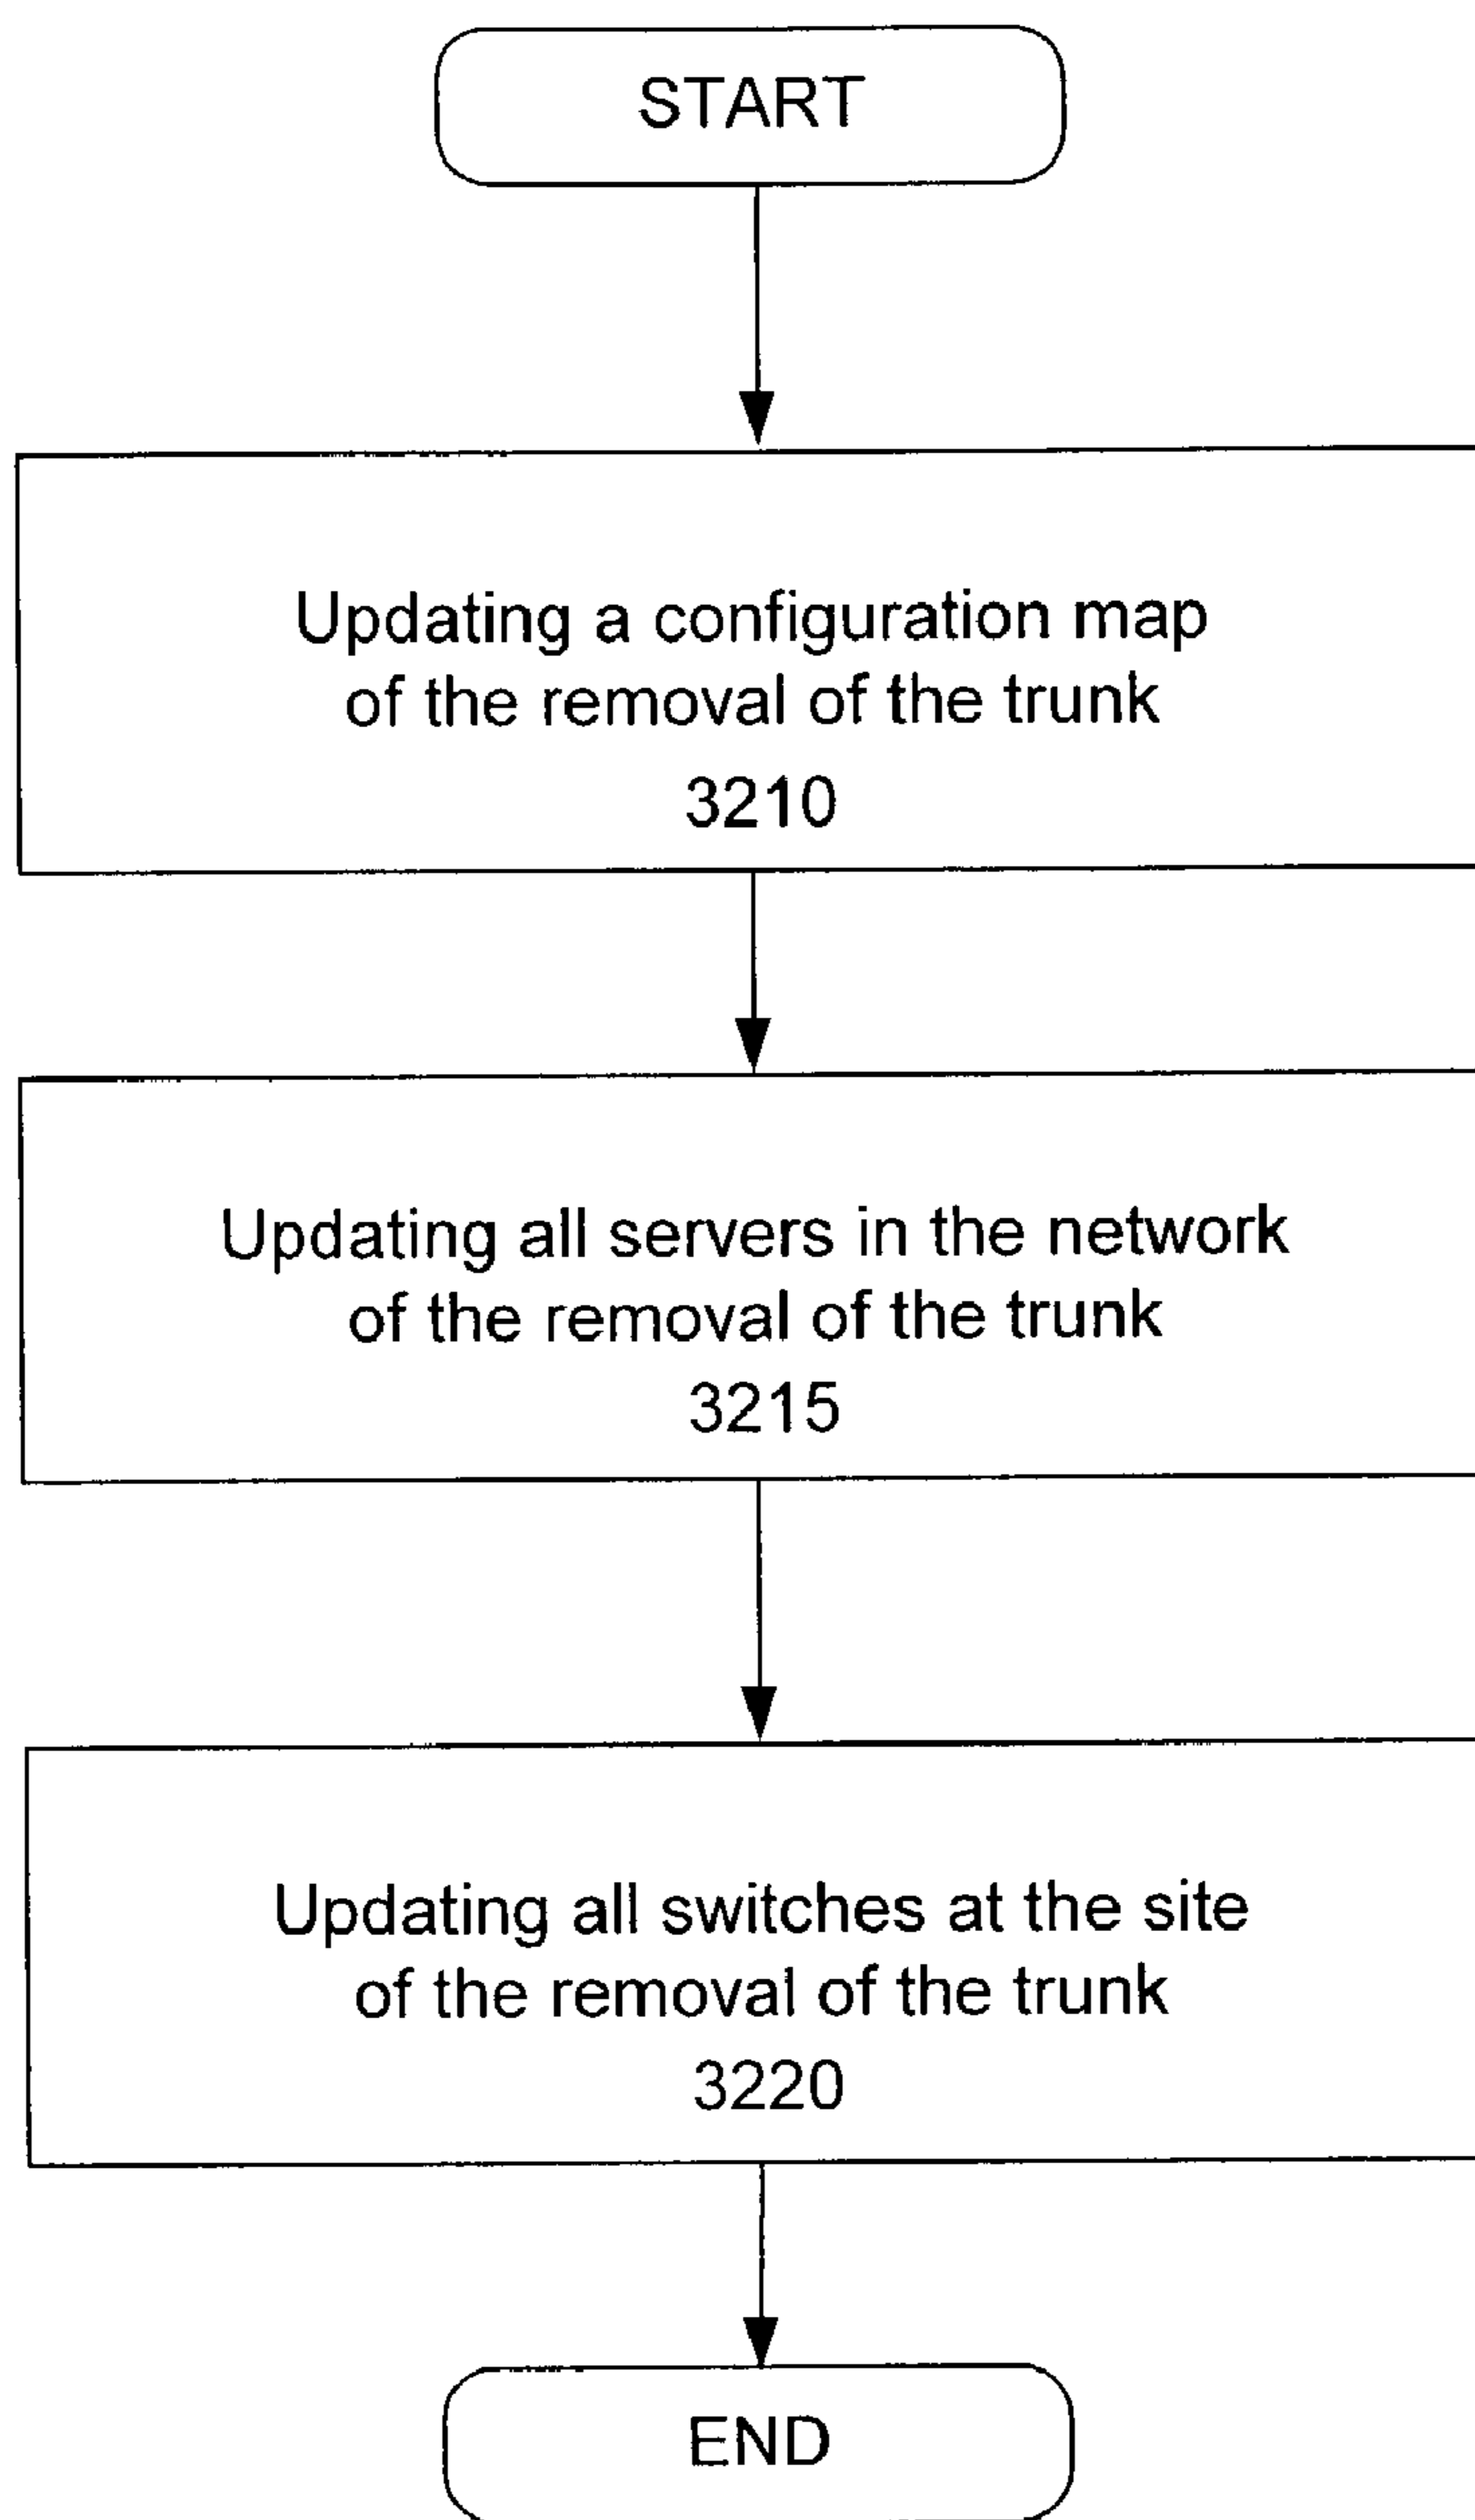 START
Updating a configuration map
of the removal of the trunk
3210
Updating all servers in the network
of the removal of the trunk
3215
Updating all switches at the site
of the removal of the trunk
3220
END